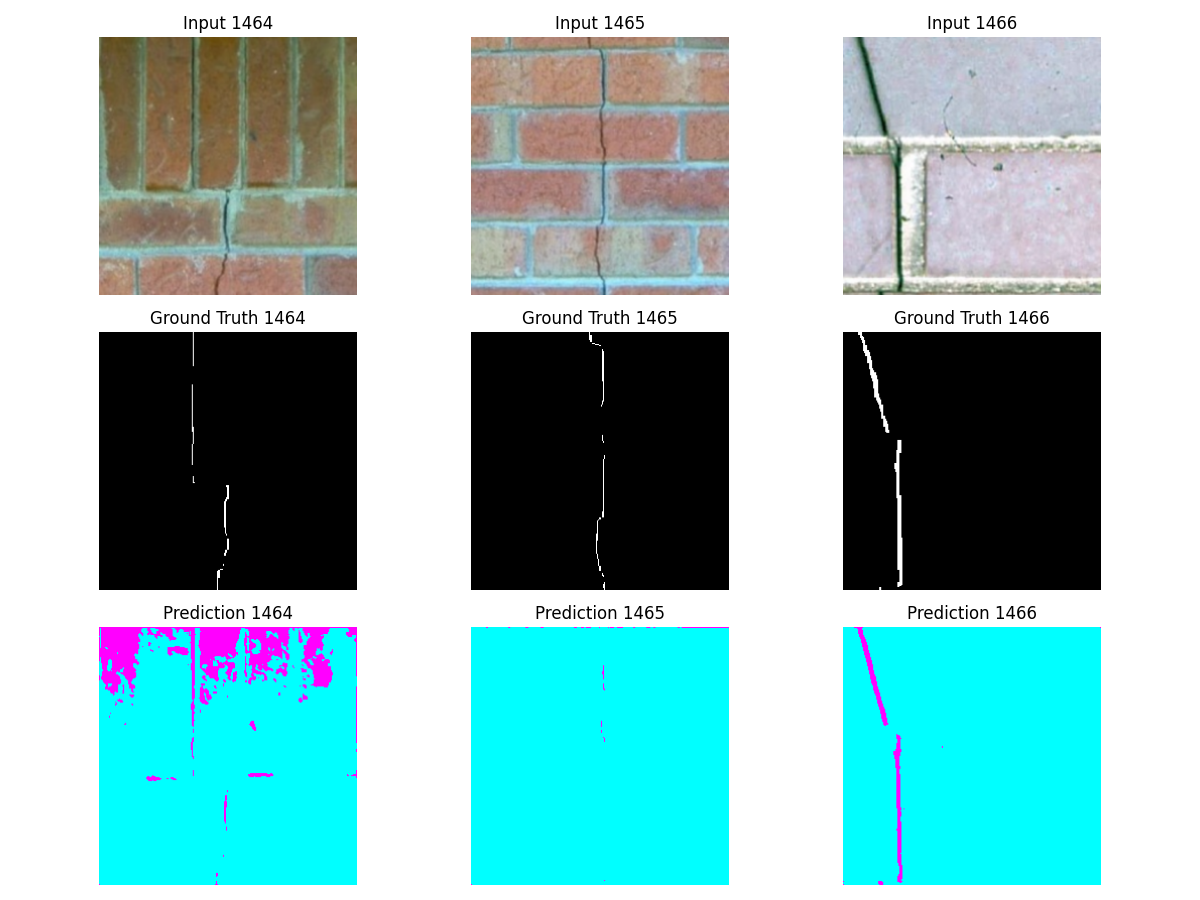 Input 1464
Input 1465
Input 1466
Ground Truth 1464
Ground Truth 1465
Ground Truth 1466
Prediction 1464
Prediction 1465
Prediction 1466